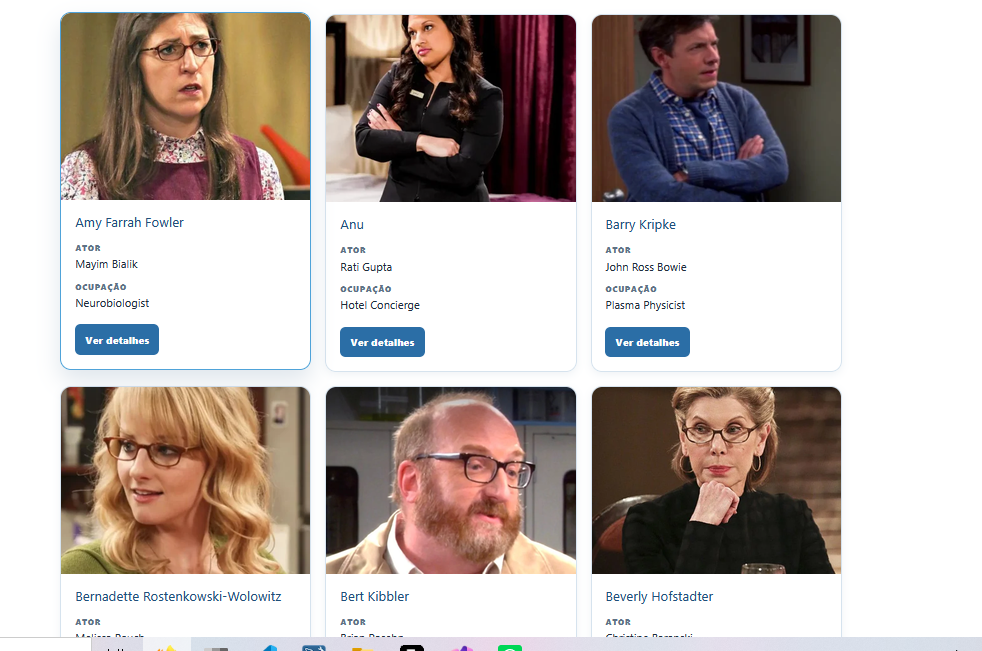 Amy Farrah Fowler
ATOR
Mayim Bialik
OCUPAÇÃO
Neurobiologist
Ver detalhes
Anu
ATOR
Rati Gupta
OCUPAÇÃO
Hotel Concierge
Ver detalhes
Barry Kripke
ATOR
John Ross Bowie
OCUPAÇÃO
Plasma Physicist
Ver detalhes
Bernadette Rostenkowski-Wolowitz
ATOR
Bert Kibbler
ATOR
Beverly Hofstadter
ATOR